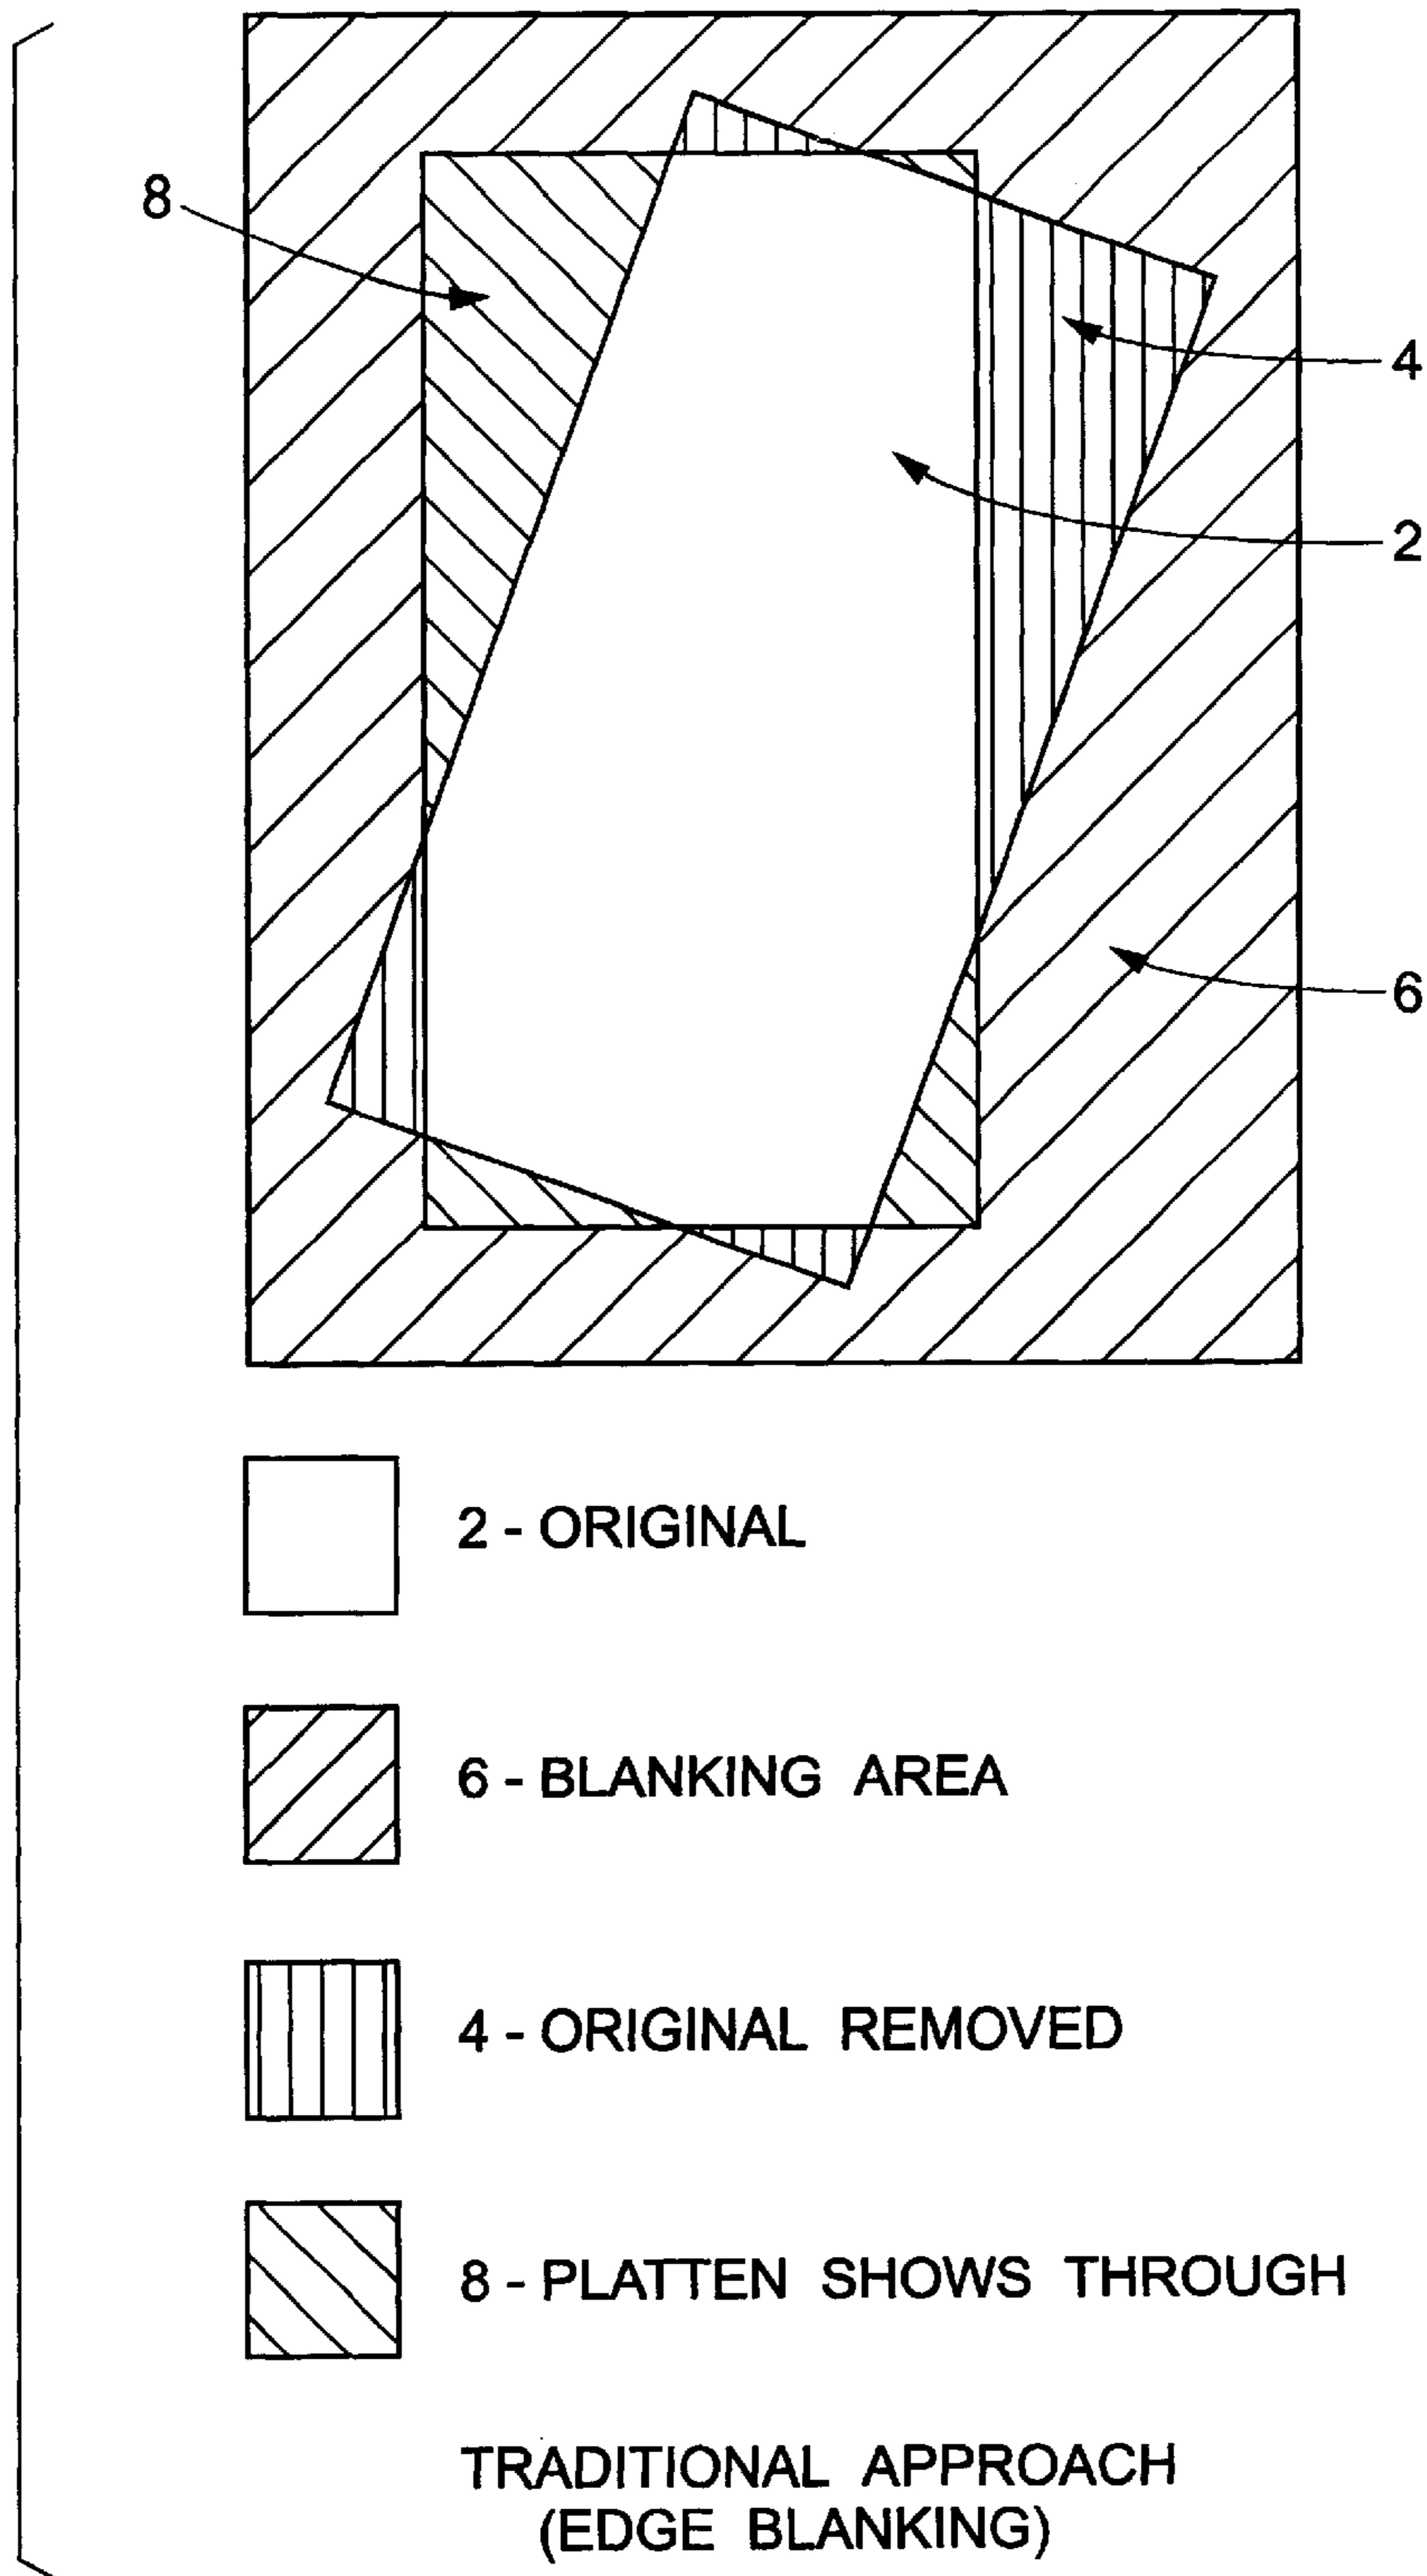 8
4
2
6
2 - ORIGINAL
6 - BLANKING AREA
4 - ORIGINAL REMOVED
8 - PLATTEN SHOWS THROUGH
TRADITIONAL APPROACH
(EDGE BLANKING)